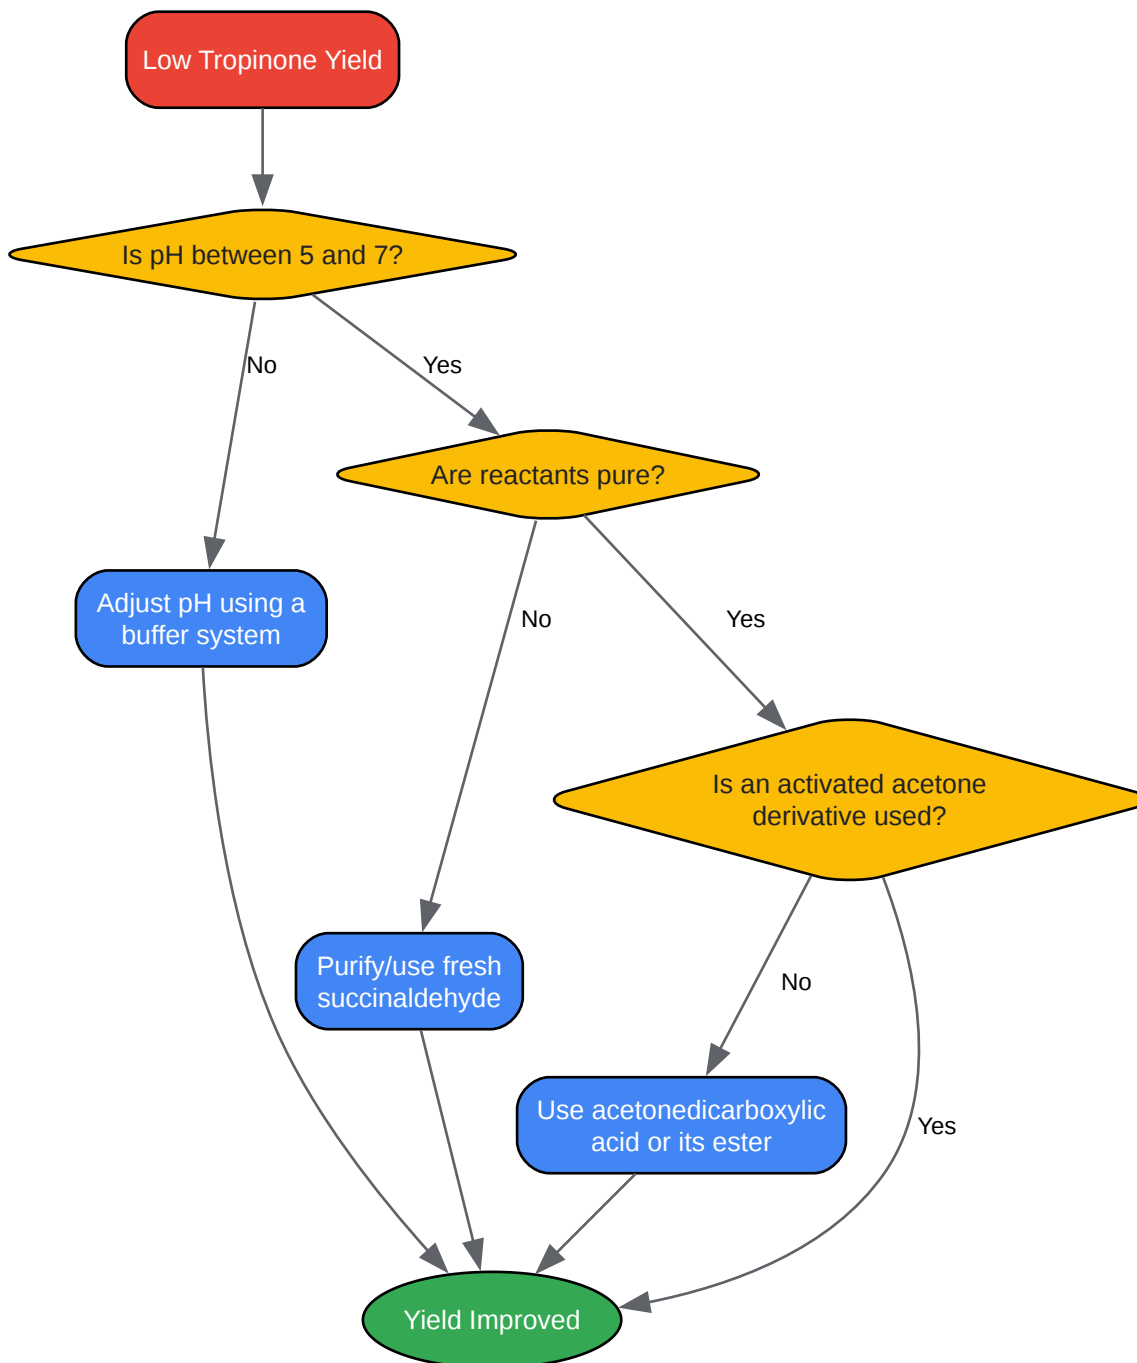 Low Tropinone Yield
Is pH between 5 and 7?
No
Yes
Are reactants pure?
Adjust pH using a
buffer system
No
Yes
Is an activated acetone
derivative used?
Purify/use fresh
succinaldehyde
No
Use acetonedicarboxylic
acid or its ester
Yes
Yield Improved